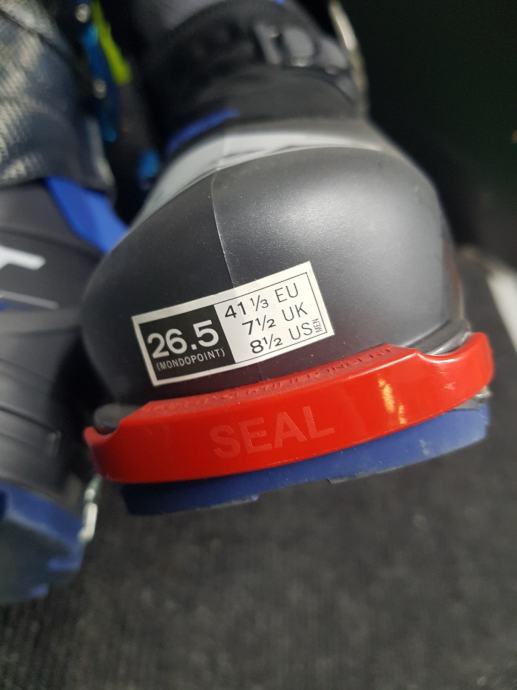 26.5
(MONDOPOINT)
41 1/3 EU
7 1/2 UK
8 1/2 US MEN
SEAL